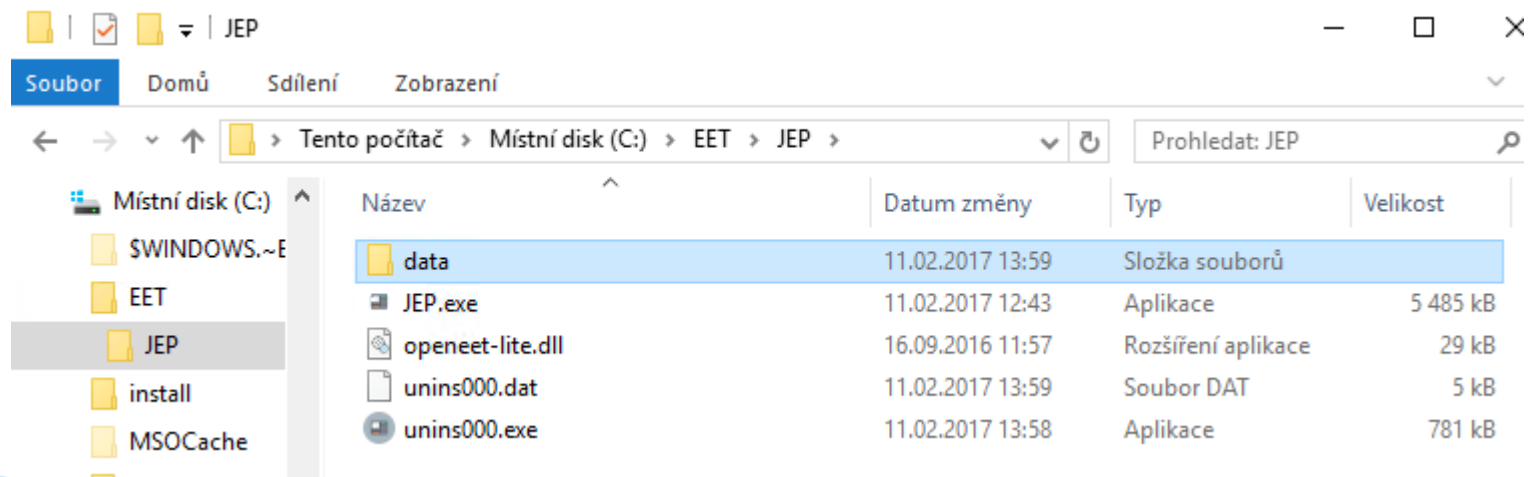 JEP
Soubor Domů Sdílení Zobrazení
Tento počítač Místní disk (C:) EET JEP Prohledat: JEP
Místní disk (C:) Název Datum změny Typ Velikost
$WINDOWS.~B data 11.02.2017 13:59 Složka souborů
EET JEP.exe 11.02.2017 12:43 Aplikace 5 485 kB
JEP openeet-lite.dll 16.09.2016 11:57 Rozšíření aplikace 29 kB
install unins000.dat 11.02.2017 13:59 Soubor DAT 5 kB
MSOCache unins000.exe 11.02.2017 13:58 Aplikace 781 kB